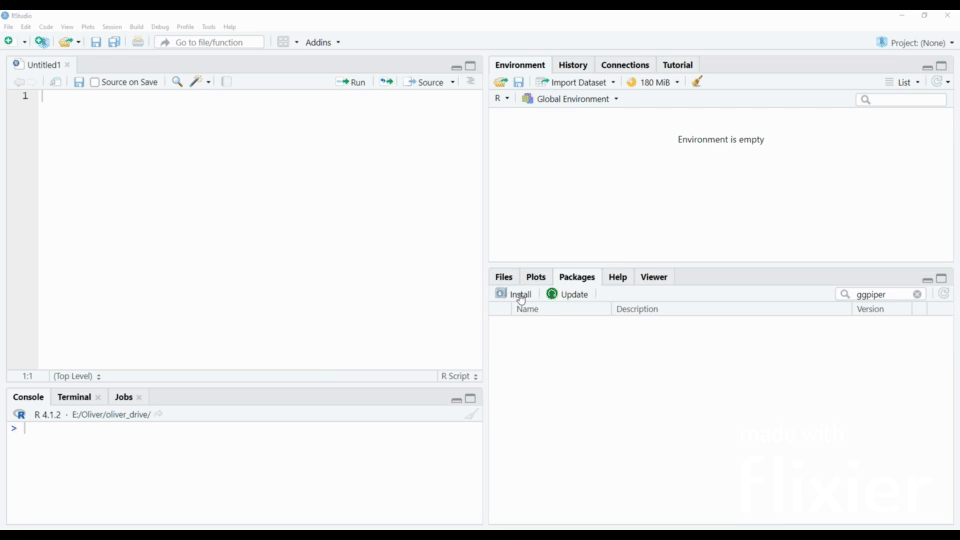 RStudio
File Edit Code View Plots Session Build Debug Profile Tools Help
Go to file/function Addins Project: (None)
Untitled1
Source on Save Run Source
1
1:1 (Top Level) R Script
Console Terminal Jobs
R 4.1.2 · E:/Oliver/oliver_drive/
>
Environment History Connections Tutorial
Import Dataset 180 MiB List
R Global Environment
Environment is empty
Files Plots Packages Help Viewer
Install Update ggpiper
Name Description Version
made with
flixier